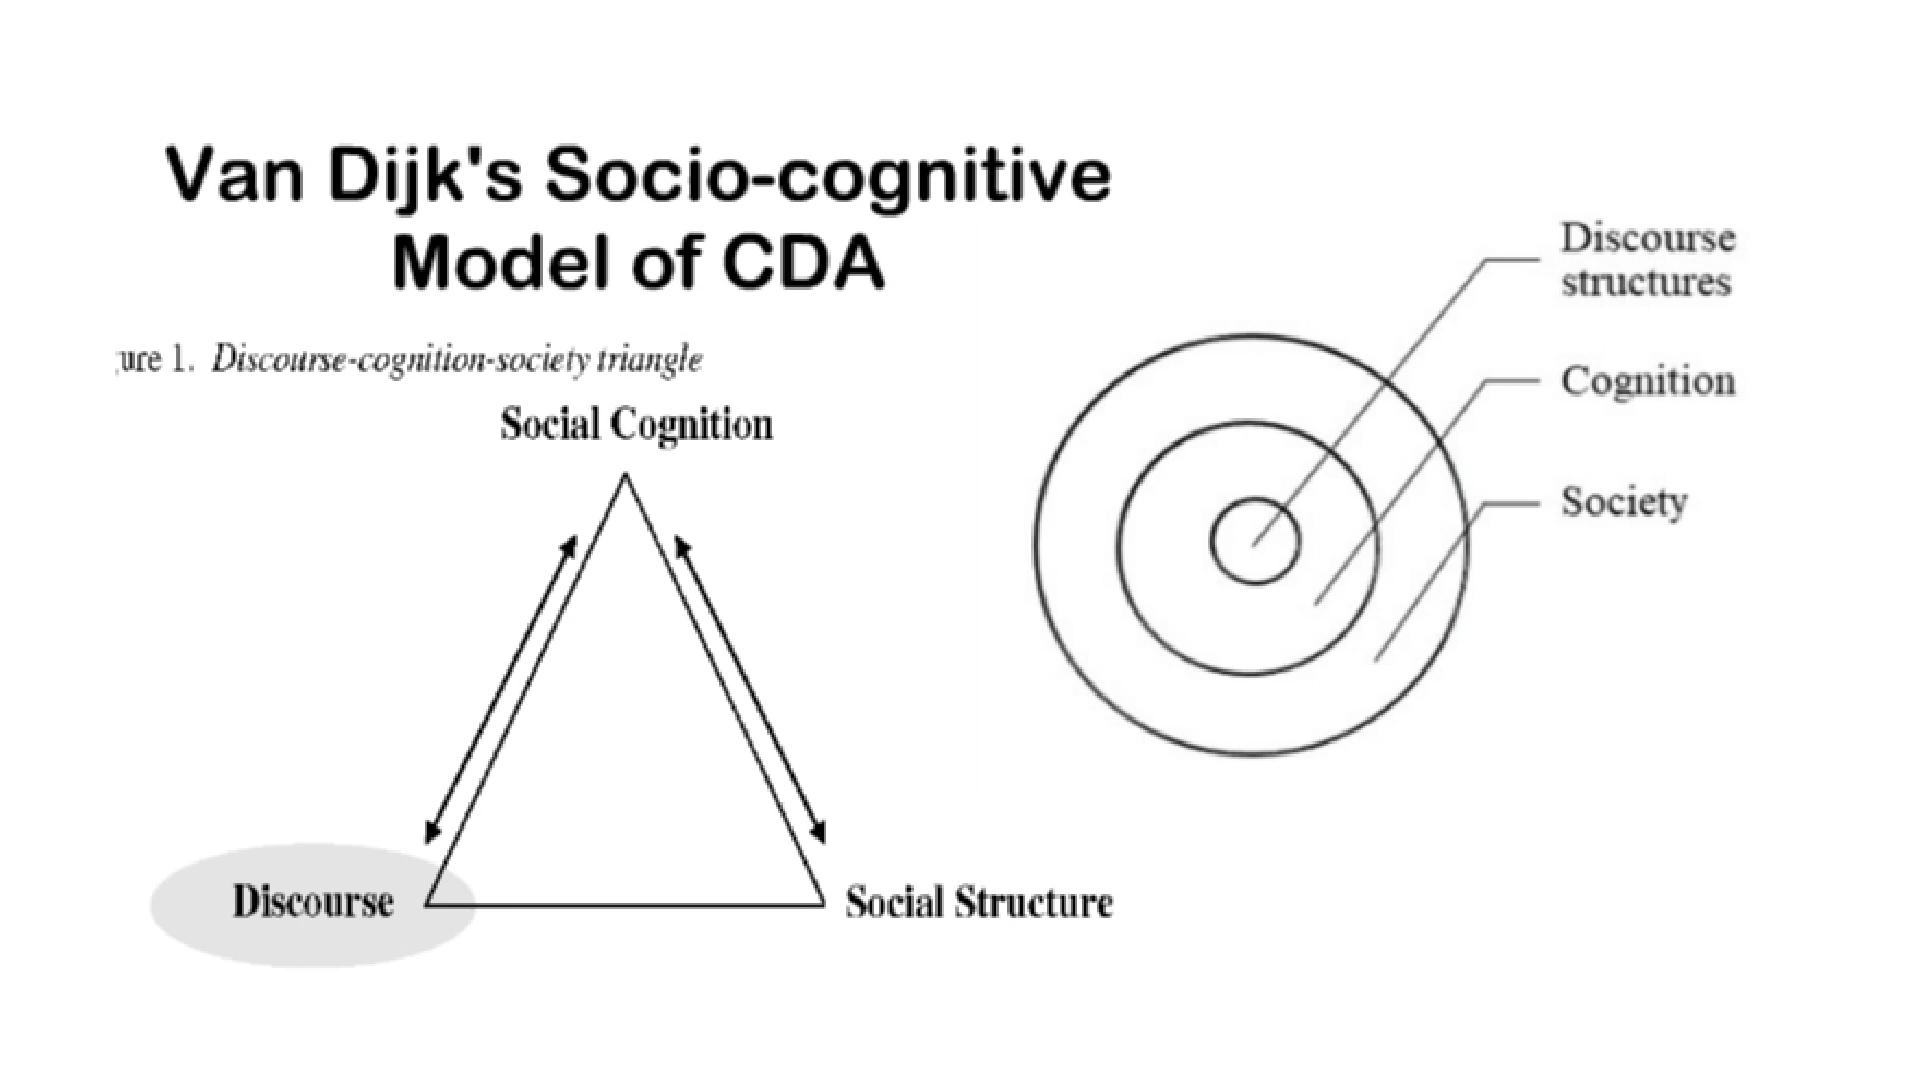 Van Dijk's Socio-cognitive
Model of CDA
ure 1. Discourse-cognition-society triangle
Social Cognition
Discourse
Social Structure
Discourse
structures
Cognition
Society